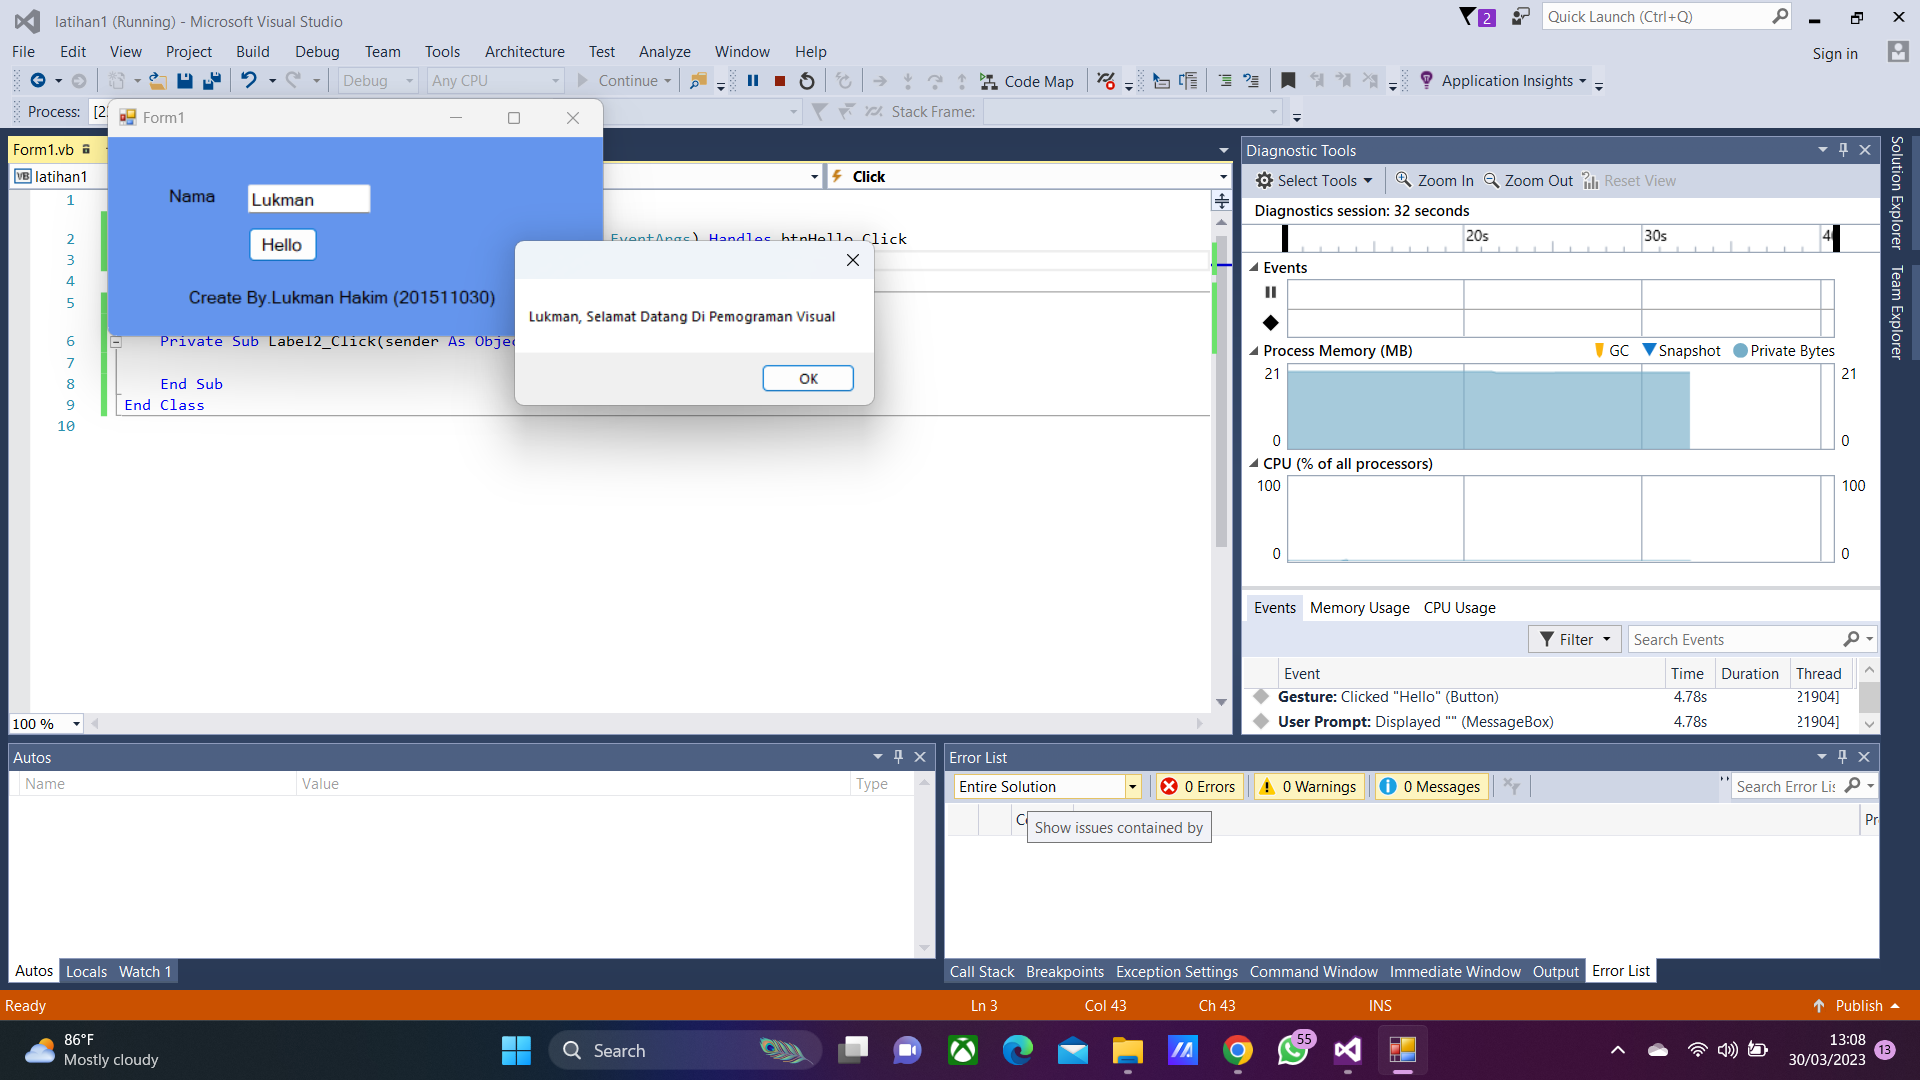 latihan1 (Running) - Microsoft Visual Studio
2
Quick Launch (Ctrl+Q)
File Edit View Project Build Debug Team Tools Architecture Test Analyze Window Help
Sign in
Debug Any CPU Continue Code Map Application Insights
Process: [2 Stack Frame:
Form1
Form1.vb
latihan1
Click
Nama Lukman
Hello
Create By.Lukman Hakim (201511030)
1
2 EventArgs) Handles btnHello.Click
3
4
5
Lukman, Selamat Datang Di Pemograman Visual
OK
6 Private Sub Label2_Click(sender As Objec
7
8 End Sub
9 End Class
10
100 %
Diagnostic Tools
Select Tools Zoom In Zoom Out Reset View
Diagnostics session: 32 seconds
20s 30s 40
Events
Process Memory (MB) GC Snapshot Private Bytes
21 21
0 0
CPU (% of all processors)
100 100
0 0
Events Memory Usage CPU Usage
Filter Search Events
Event Time Duration Thread
Gesture: Clicked "Hello" (Button) 4.78s 21904]
User Prompt: Displayed "" (MessageBox) 4.78s 21904]
Solution Explorer
Team Explorer
Autos
Name Value Type
Autos Locals Watch 1
Error List
Entire Solution 0 Errors 0 Warnings 0 Messages Search Error Lis
Co Pr
Show issues contained by
Call Stack Breakpoints Exception Settings Command Window Immediate Window Output Error List
Ready Ln 3 Col 43 Ch 43 INS Publish
86°F
Mostly cloudy
Search
55
13:08
30/03/2023
13